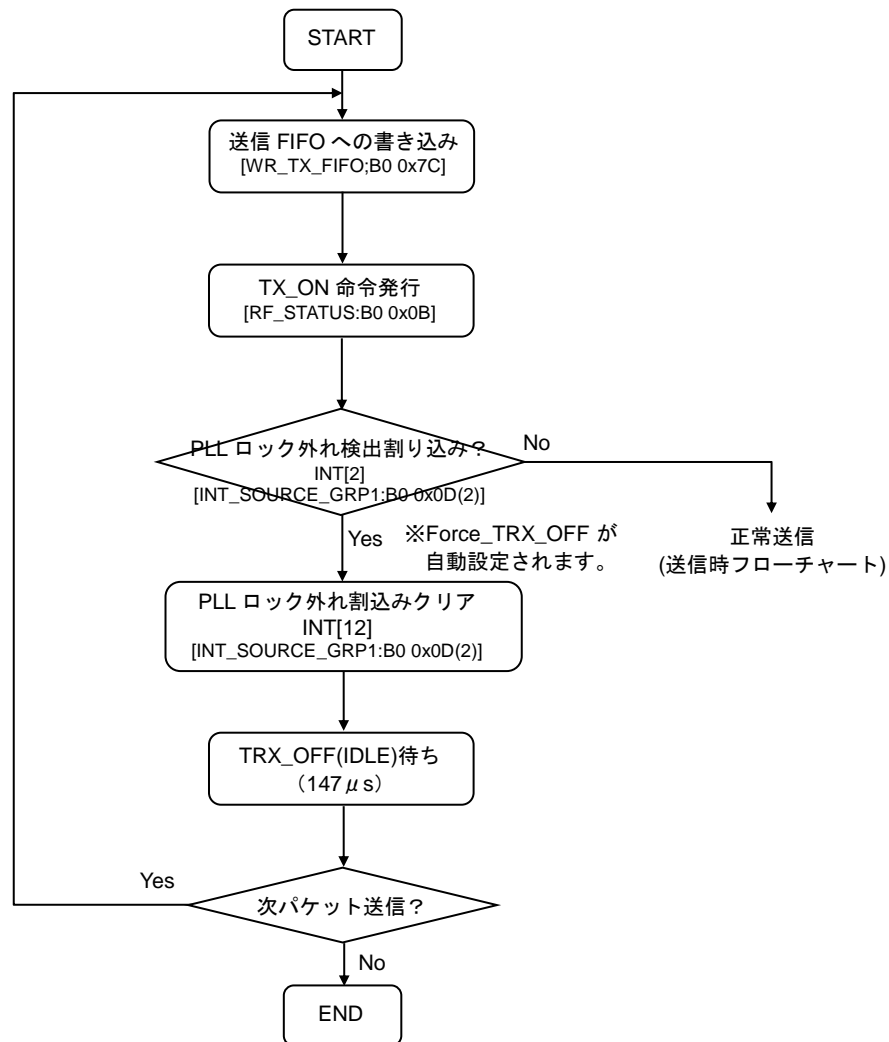 START
送信 FIFO への書き込み
[WR_TX_FIFO;B0 0x7C]
TX_ON 命令発行
[RF_STATUS:B0 0x0B]
PLL ロック外れ検出割り込み？
INT[2]
[INT_SOURCE_GRP1:B0 0x0D(2)]
No
Yes
※Force_TRX_OFF が
自動設定されます。
正常送信
(送信時フローチャート)
PLL ロック外れ割込みクリア
INT[12]
[INT_SOURCE_GRP1:B0 0x0D(2)]
TRX_OFF(IDLE)待ち
（147μs）
Yes
次パケット送信？
No
END